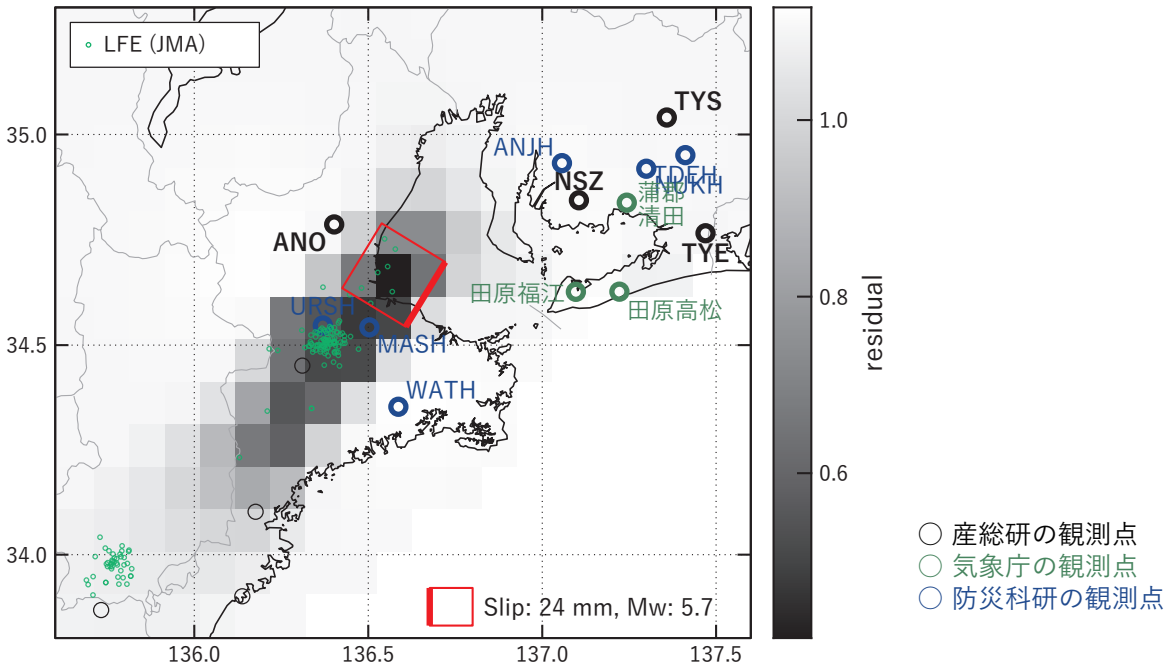 LFE (JMA)
TYS
35.0
1.0
ANJH
TDEH
NUKH
NSZ
蒲郡
清田
ANO
TYE
田原福江
0.8
URSH
田原高松
residual
MASH
34.5
WATH
0.6
34.0
産総研の観測点
気象庁の観測点
防災科研の観測点
Slip: 24 mm, Mw: 5.7
136.0
136.5
137.0
137.5